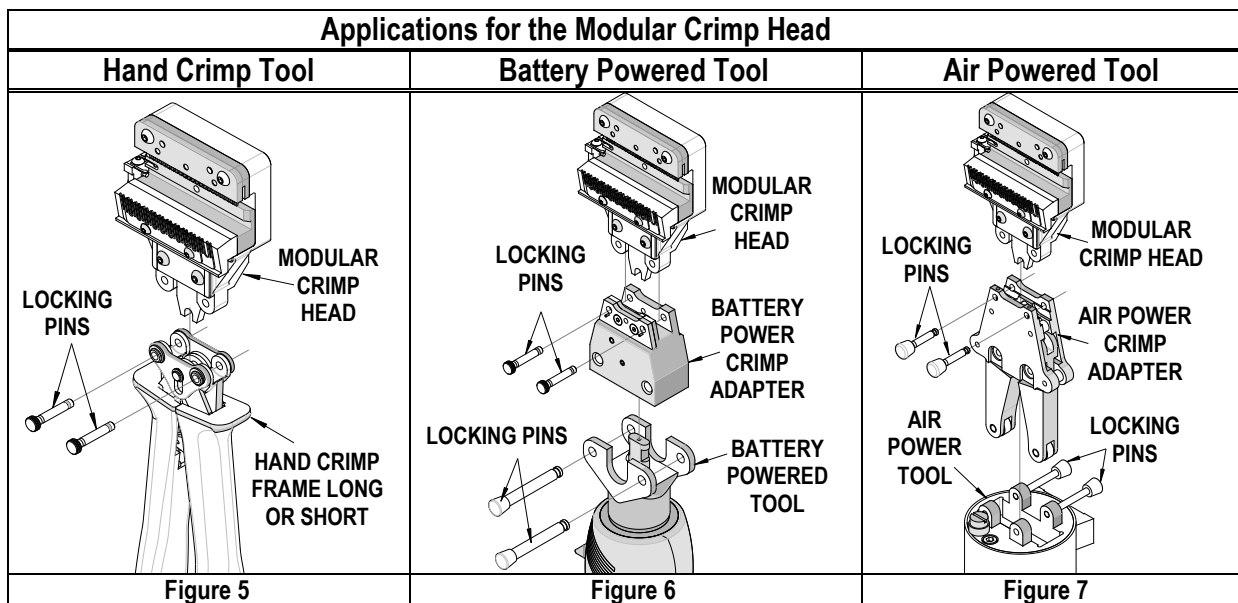 Applications for the Modular Crimp Head
Hand Crimp Tool
Battery Powered Tool
Air Powered Tool
MODULAR
CRIMP
HEAD
LOCKING
PINS
HAND CRIMP
FRAME LONG
OR SHORT
MODULAR
CRIMP
HEAD
LOCKING
PINS
BATTERY
POWER
CRIMP
ADAPTER
LOCKING PINS
BATTERY
POWERED
TOOL
MODULAR
CRIMP HEAD
LOCKING
PINS
AIR POWER
CRIMP
ADAPTER
AIR
POWER
TOOL
LOCKING
PINS
Figure 5
Figure 6
Figure 7